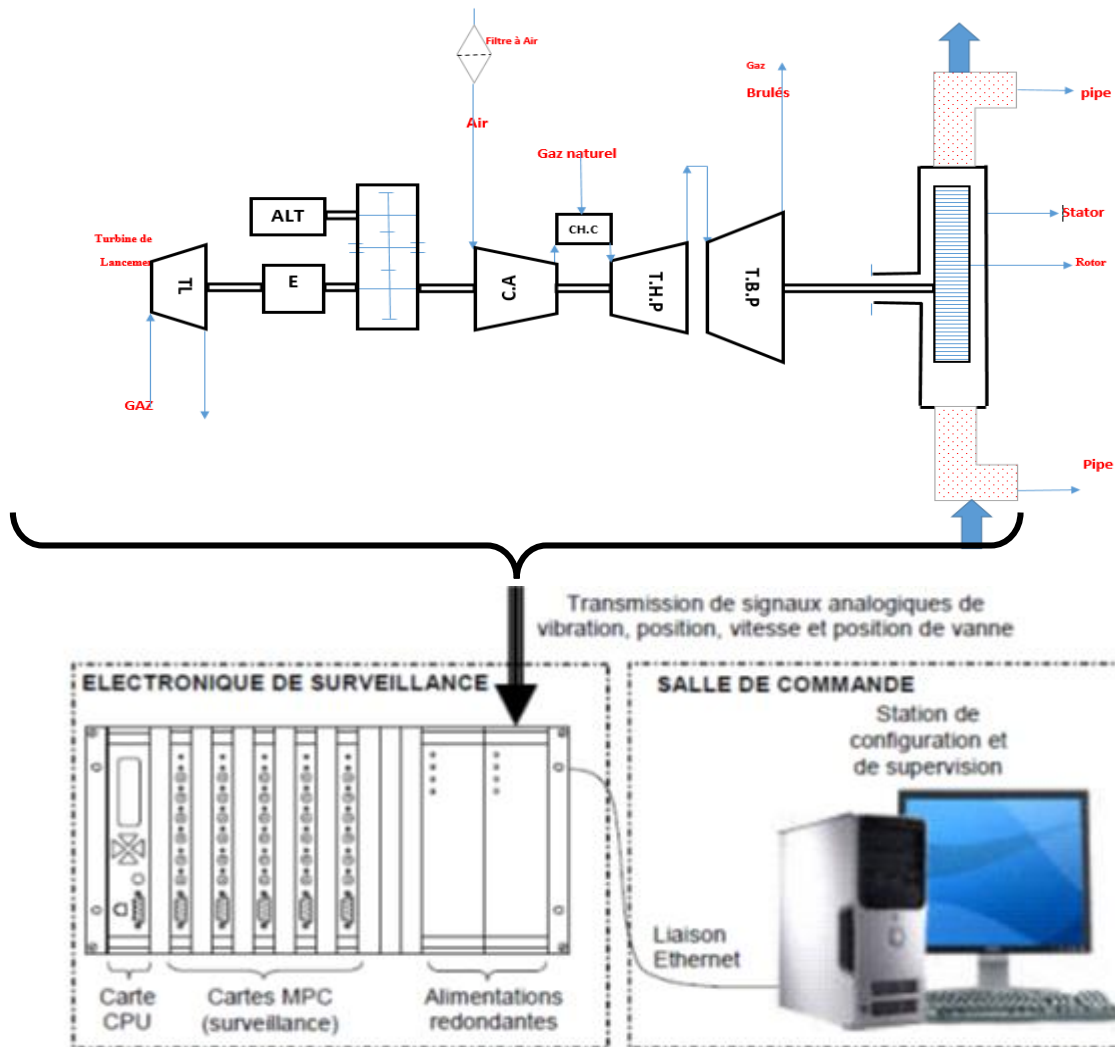 Filtre à Air
Gaz
Brulés
pipe
Air
Gaz naturel
ALT
CH.C
Stator
Turbine de
Lancemer
Rotor
TL
E
C.A
T.H.P
T.B.P
GAZ
Pipe
Transmission de signaux analogiques de
vibration, position, vitesse et position de vanne
ELECTRONIQUE DE SURVEILLANCE
SALLE DE COMMANDE
Station de
configuration et
de supervision
Liaison
Ethernet
Carte
CPU
Cartes MPC
(surveillance)
Alimentations
redondantes